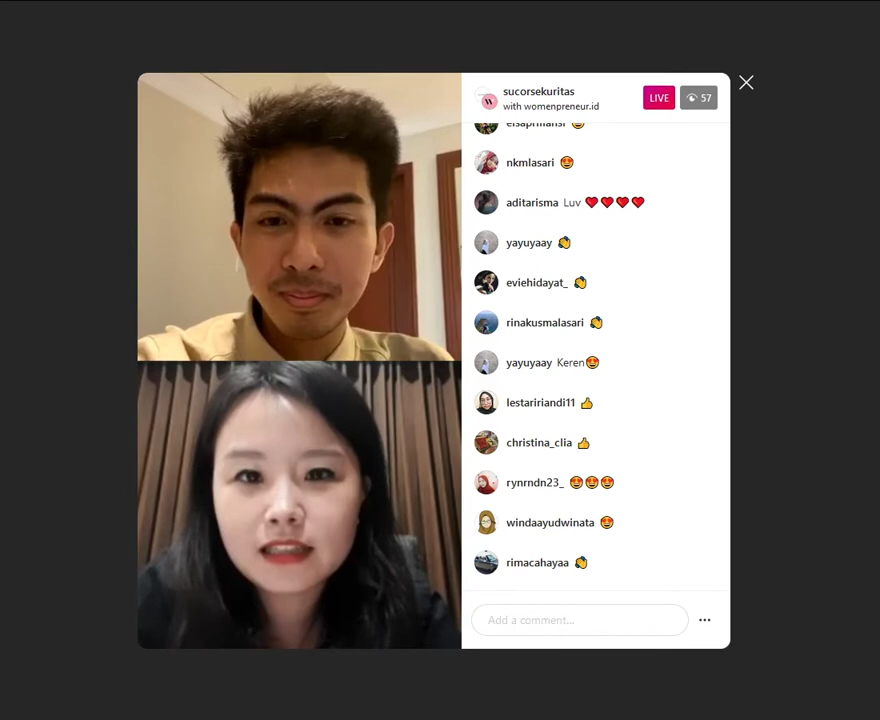 sucorsekuritas
with womenpreneur.id
LIVE
57
nkmlasari 😍
aditarisma Luv ❤️❤️❤️❤️
yayuyaay 👏
eviehidayat_ 👏
rinakusmalasari 👏
yayuyaay Keren😍
lestaririandi11 👍
christina_clia 👍
rynrndn23_ 😍😍😍
windaayudwinata 😍
rimacahayaa 👏
Add a comment...